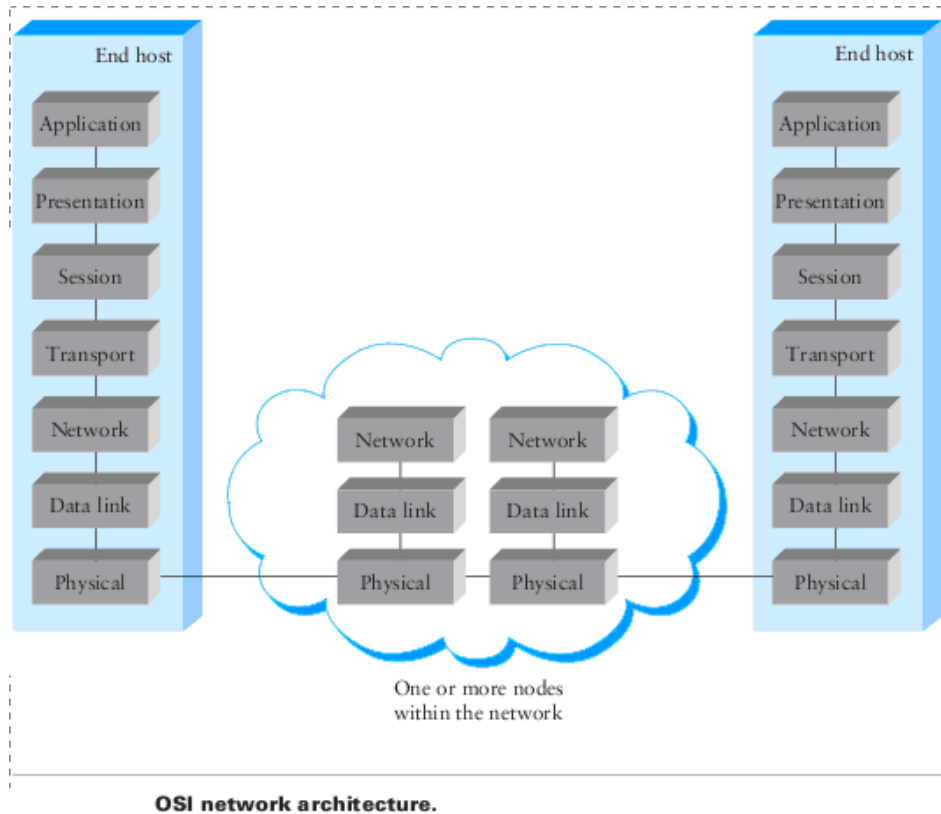 End host
Application
Presentation
Session
Transport
Network
Data link
Physical
Network
Data link
Physical
Network
Data link
Physical
One or more nodes
within the network
End host
Application
Presentation
Session
Transport
Network
Data link
Physical
OSI network architecture.